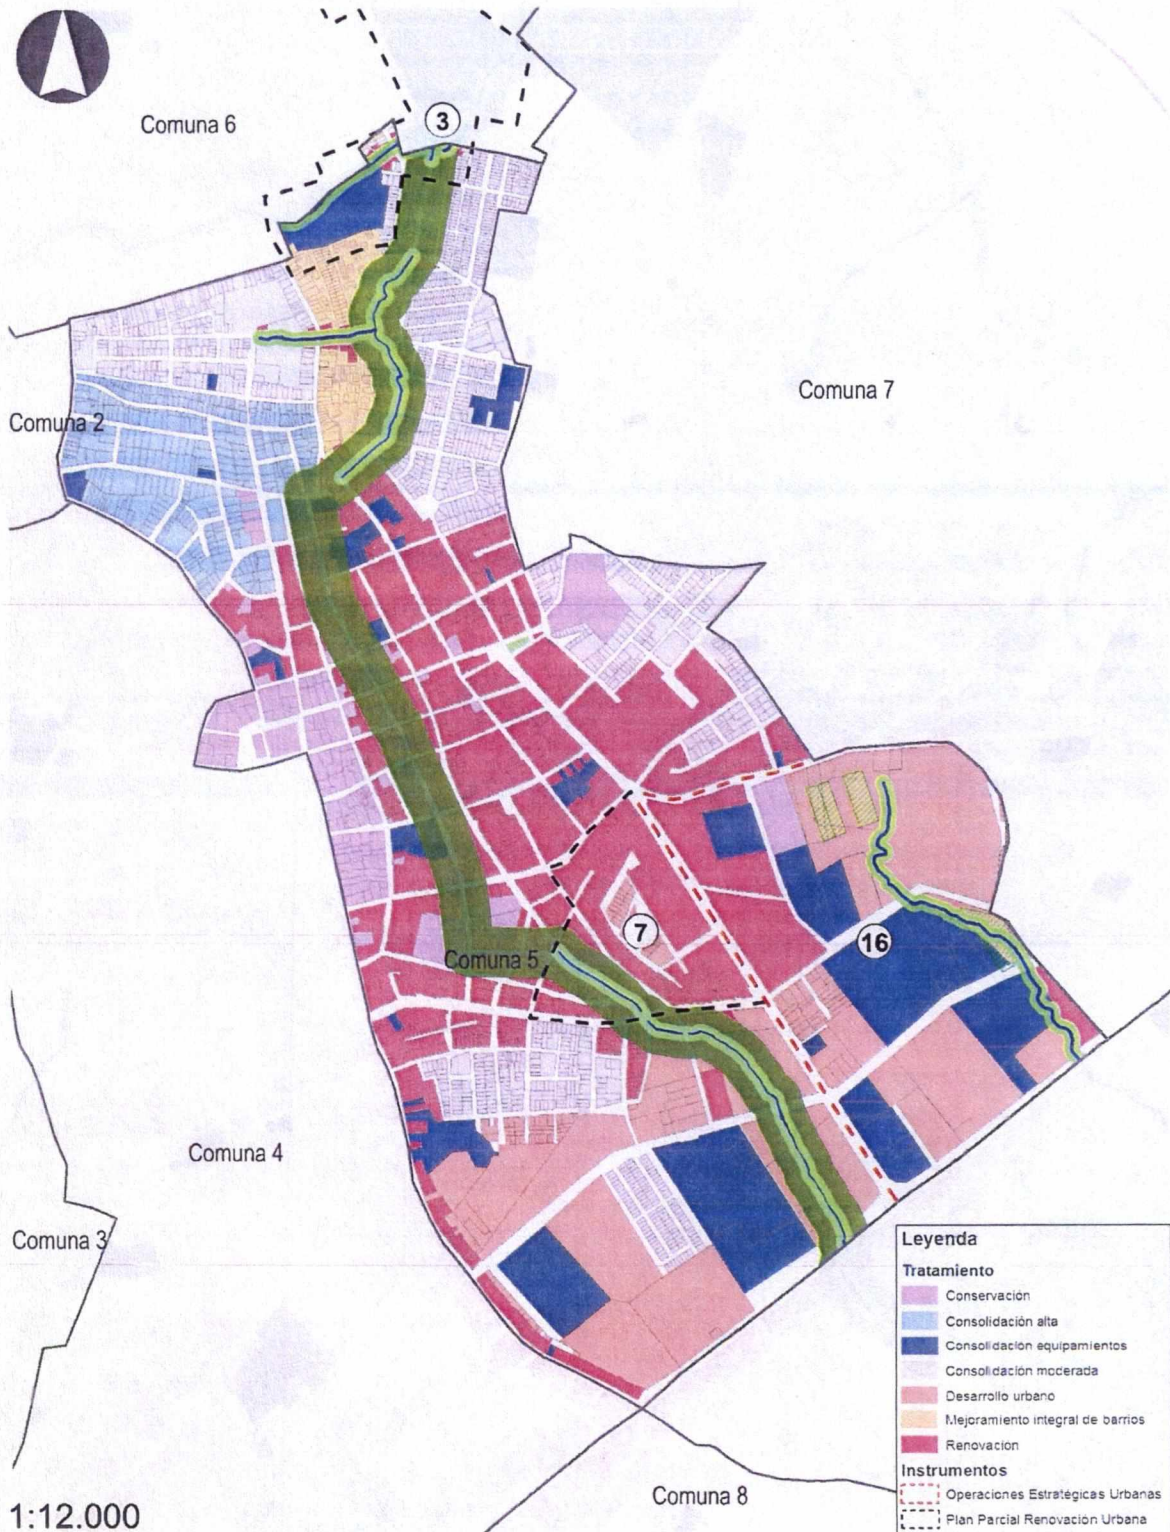 3
Comuna 6
Comuna 7
Comuna 2
7
16
Comuna 5
Comuna 4
Comuna 3
Leyenda
Tratamiento
Conservación
Consolidación alta
Consolidación equipamientos
Consolidación moderada
Desarrollo urbano
Mejoramiento integral de barrios
Renovación
Instrumentos
Operaciones Estratégicas Urbanas
Plan Parcial Renovación Urbana
Comuna 8
1:12.000